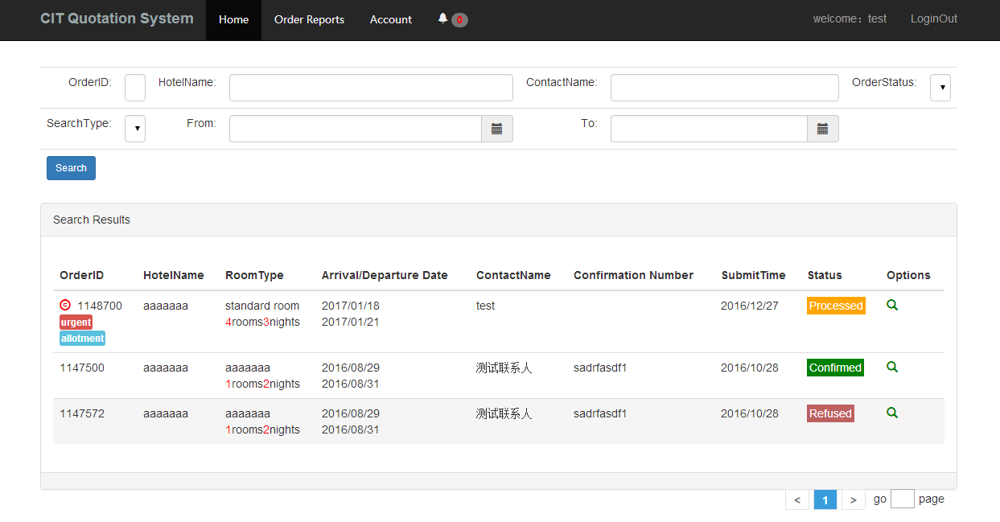 CIT Quotation System Home Order Reports Account 0 welcome：test LoginOut
OrderID: HotelName: ContactName: OrderStatus:
SearchType: From: To:
Search
Search Results
OrderID HotelName RoomType Arrival/Departure Date ContactName Confirmation Number SubmitTime Status Options
1148700 aaaaaaa standard room 2017/01/18 test 2016/12/27 Processed
urgent 4rooms3nights 2017/01/21
allotment
1147500 aaaaaaa aaaaaaa 2016/08/29 测试联系人 sadrfasdf1 2016/10/28 Confirmed
1rooms2nights 2016/08/31
1147572 aaaaaaa aaaaaaa 2016/08/29 测试联系人 sadrfasdf1 2016/10/28 Refused
1rooms2nights 2016/08/31
< 1 > go page